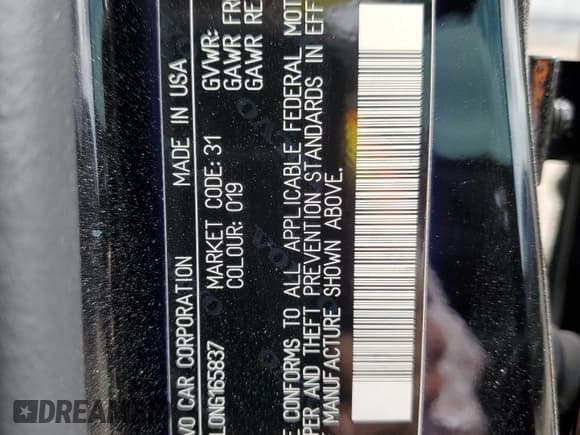 VO CAR CORPORATION MADE IN USA
LONG165837 MARKET CODE: 31 GVWR:
COLOUR: 019 GAWR FR
GAWR RE
CONFORMS TO ALL APPLICABLE FEDERAL MOT
PER AND THEFT PREVENTION STANDARDS IN EFF
MANUFACTURE SHOWN ABOVE.
DREAM